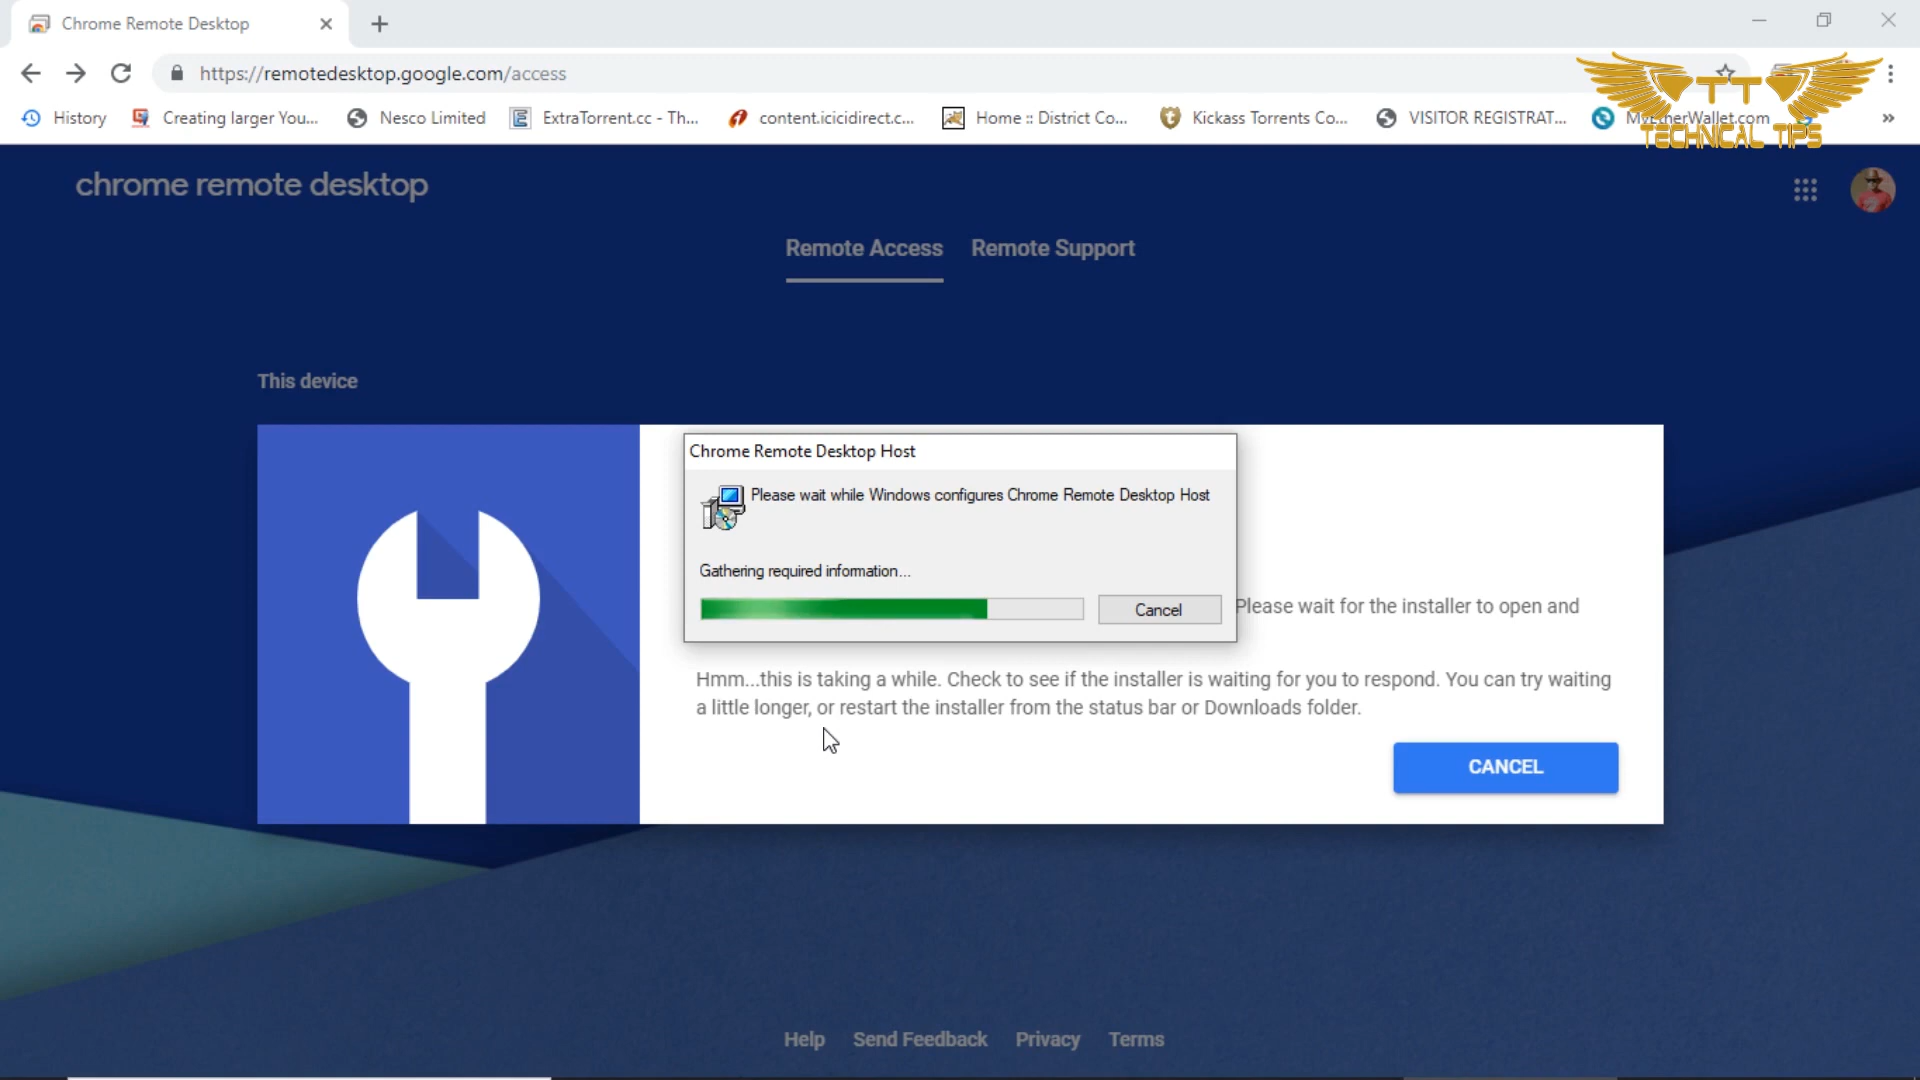 Chrome Remote Desktop
https://remotedesktop.google.com/access
History
Creating larger You...
Nesco Limited
ExtraTorrent.cc - Th...
content.icicidirect.c...
Home :: District Co...
Kickass Torrents Co...
VISITOR REGISTRAT...
MyEtherWallet.com
»
TT
TECHNICAL TIPS
chrome remote desktop
Remote Access
Remote Support
This device
Chrome Remote Desktop Host
Please wait while Windows configures Chrome Remote Desktop Host
Gathering required information...
Cancel
Please wait for the installer to open and
Hmm...this is taking a while. Check to see if the installer is waiting for you to respond. You can try waiting
a little longer, or restart the installer from the status bar or Downloads folder.
CANCEL
Help
Send Feedback
Privacy
Terms